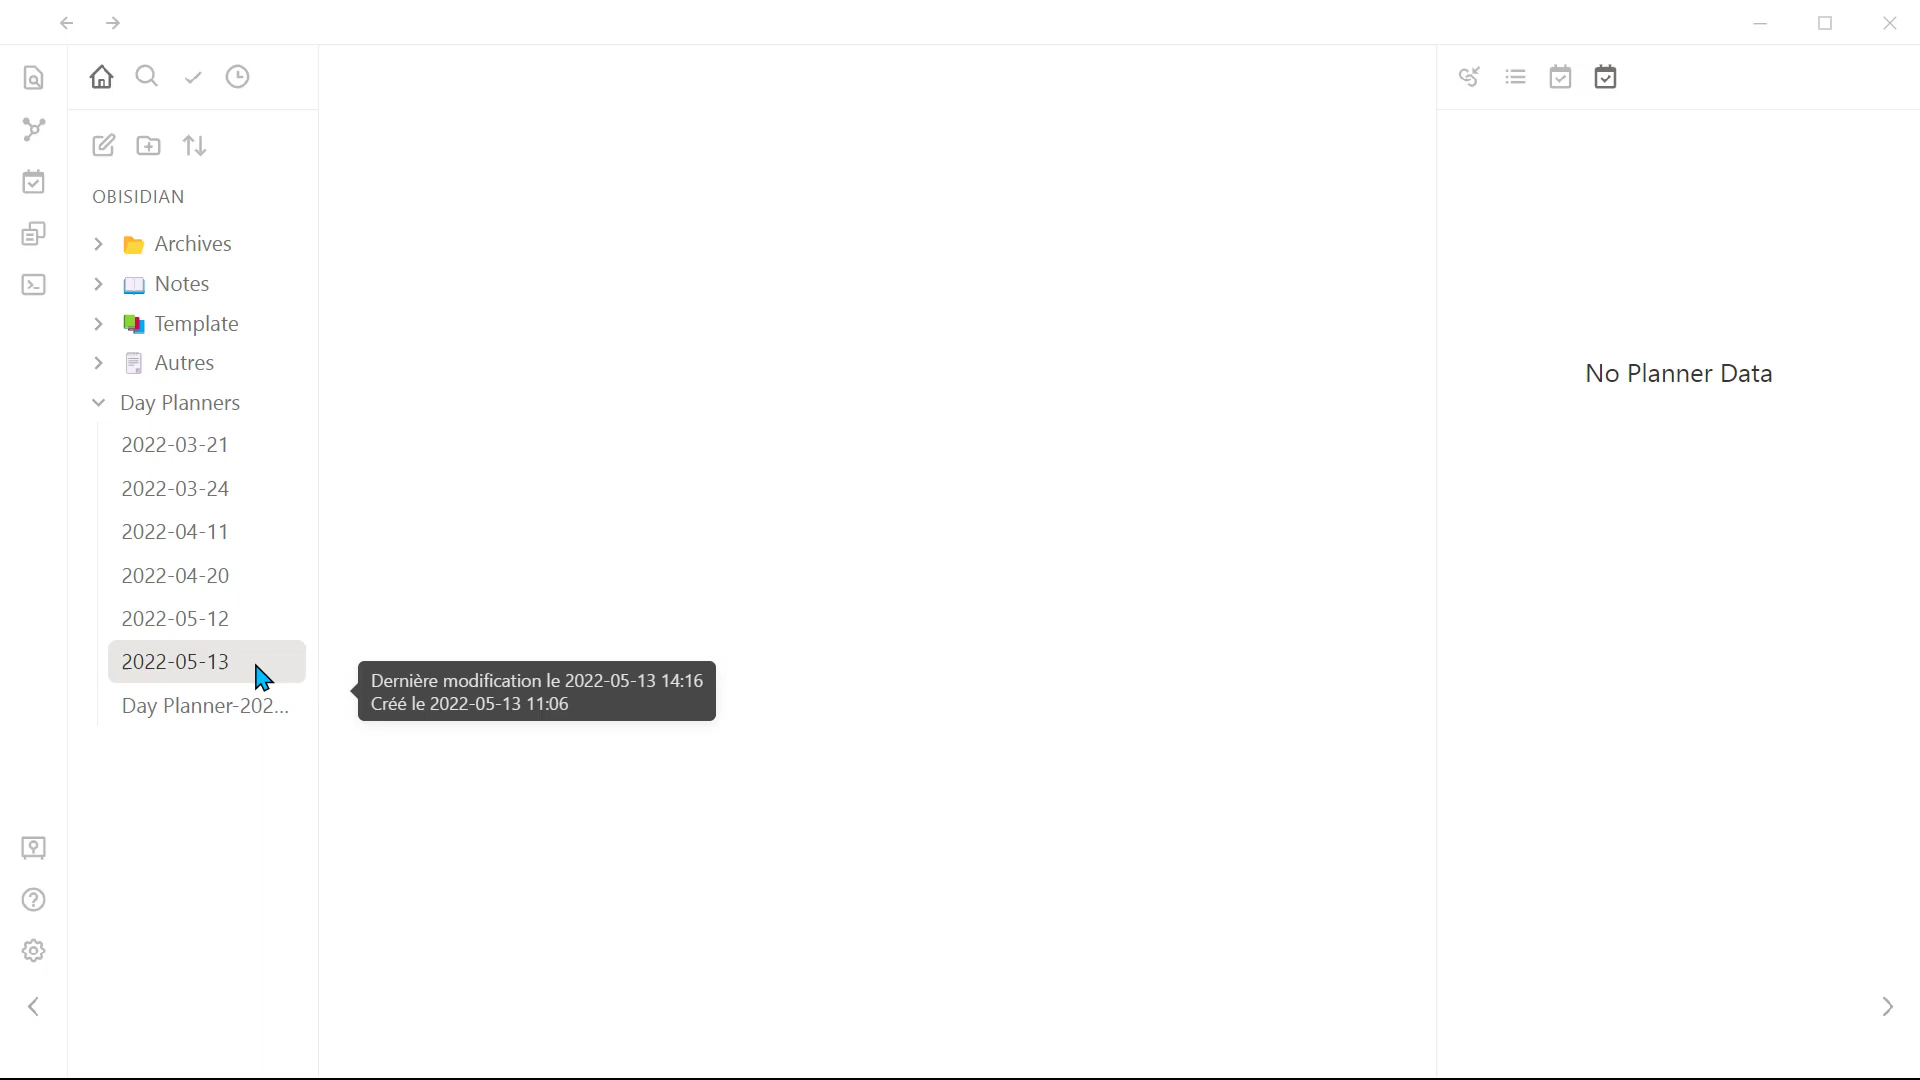 OBISIDIAN
Archives
Notes
Template
Autres
Day Planners
2022-03-21
2022-03-24
2022-04-11
2022-04-20
2022-05-12
2022-05-13
Day Planner-202...
Dernière modification le 2022-05-13 14:16
Créé le 2022-05-13 11:06
No Planner Data